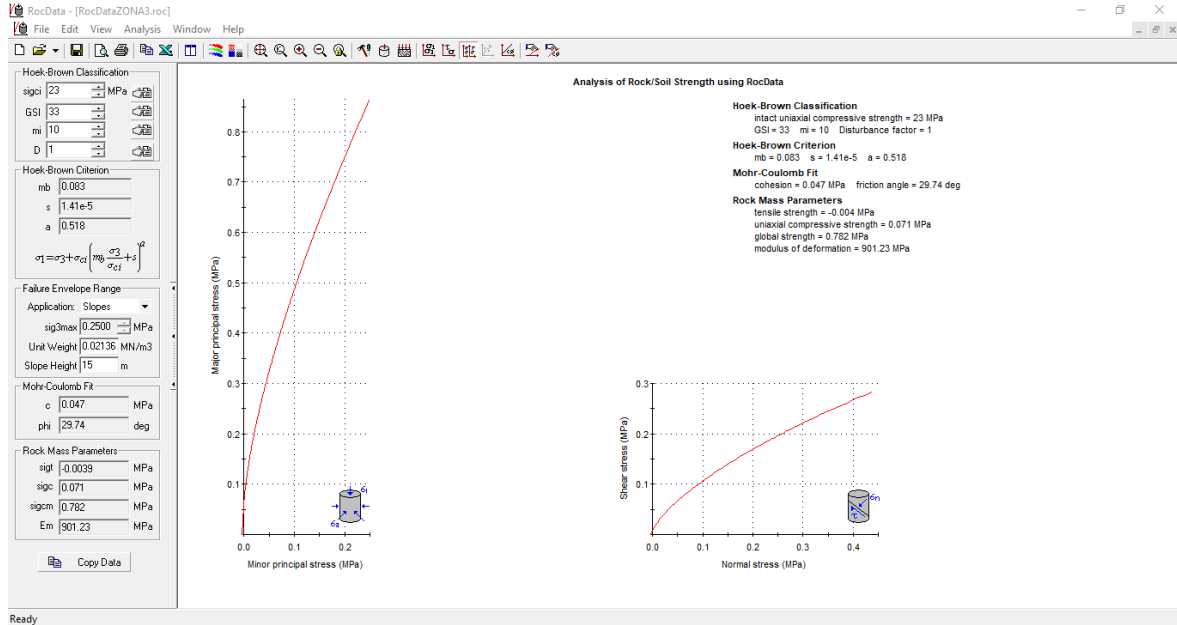 RocData - [RocDataZONA3.roc]
File Edit View Analysis Window Help
Hoek-Brown Classification
sigci 23 MPa
GSI 33
mi 10
D 1
Hoek-Brown Criterion
mb 0.083
s 1.41e-5
a 0.518
σ1=σ3+σci(mb σ3/σci+s)^a
Failure Envelope Range
Application: Slopes
sig3max 0.2500 MPa
Unit Weight 0.02136 MN/m3
Slope Height 15 m
Mohr-Coulomb Fit
c 0.047 MPa
phi 29.74 deg
Rock Mass Parameters
sigt -0.0039 MPa
sigc 0.071 MPa
sigcm 0.782 MPa
Em 901.23 MPa
Copy Data
Analysis of Rock/Soil Strength using RocData
Hoek-Brown Classification
intact uniaxial compressive strength = 23 MPa
GSI = 33 mi = 10 Disturbance factor = 1
Hoek-Brown Criterion
mb = 0.083 s = 1.41e-5 a = 0.518
Mohr-Coulomb Fit
cohesion = 0.047 MPa friction angle = 29.74 deg
Rock Mass Parameters
tensile strength = -0.004 MPa
uniaxial compressive strength = 0.071 MPa
global strength = 0.782 MPa
modulus of deformation = 901.23 MPa
Major principal stress (MPa)
0.8
0.7
0.6
0.5
0.4
0.3
0.2
0.1
0.0 0.1 0.2
Minor principal stress (MPa)
σ1
σ3
Shear stress (MPa)
0.3
0.2
0.1
0.0 0.1 0.2 0.3 0.4
Normal stress (MPa)
σn
τ
Ready